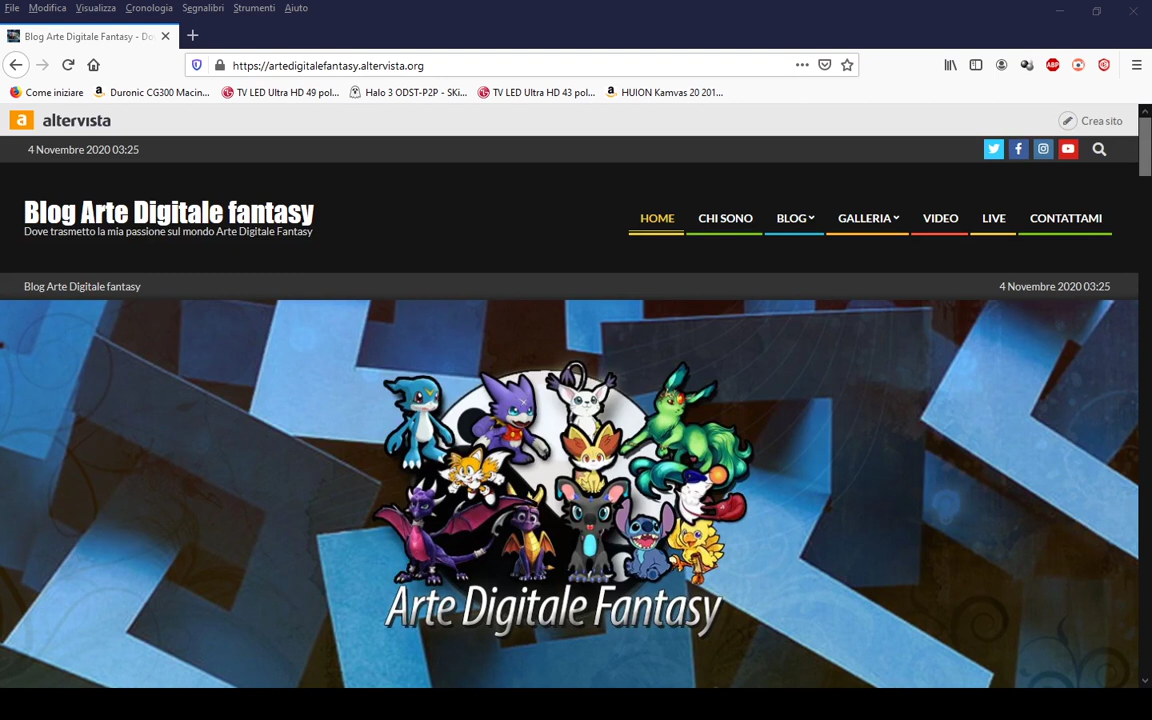 File Modifica Visualizza Cronologia Segnalibri Strumenti Aiuto
Blog Arte Digitale Fantasy - Do
https://artedigitalefantasy.altervista.org
Come iniziare Duronic CG300 Macin... TV LED Ultra HD 49 pol... Halo 3 ODST-P2P - SKi... TV LED Ultra HD 43 pol... HUION Kamvas 20 201...
a altervista Crea sito
4 Novembre 2020 03:25
Blog Arte Digitale fantasy
Dove trasmetto la mia passione sul mondo Arte Digitale Fantasy
HOME CHI SONO BLOG GALLERIA VIDEO LIVE CONTATTAMI
Blog Arte Digitale fantasy 4 Novembre 2020 03:25
Arte Digitale Fantasy